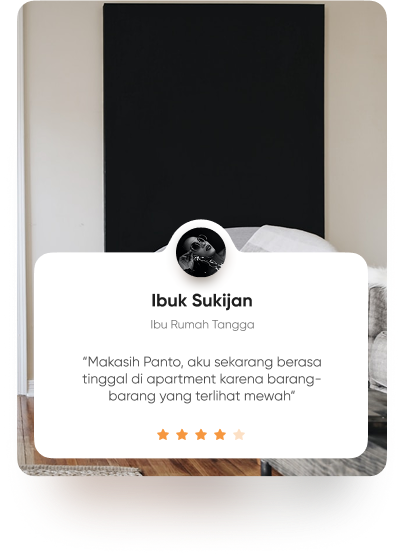 Ibuk Sukijan
Ibu Rumah Tangga
“Makasih Panto, aku sekarang berasa
tinggal di apartment karena barang-
barang yang terlihat mewah”